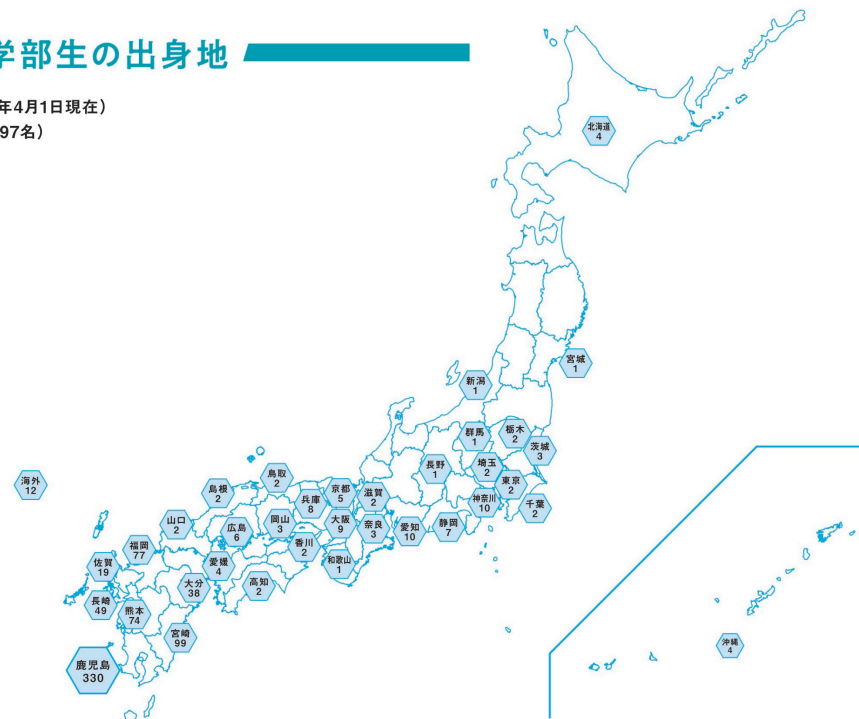 学部生の出身地
年4月1日現在）
97名）
北海道
4
宮城
1
新潟
1
群馬
1
栃木
2
茨城
3
長野
1
埼玉
2
東京
2
神奈川
10
千葉
2
海外
12
島根
2
鳥取
2
兵庫
8
京都
5
滋賀
2
山口
2
広島
6
岡山
3
大阪
9
奈良
3
愛知
10
静岡
7
福岡
77
香川
2
和歌山
1
佐賀
19
愛媛
4
大分
38
高知
2
長崎
49
熊本
74
宮崎
99
鹿児島
330
沖縄
4